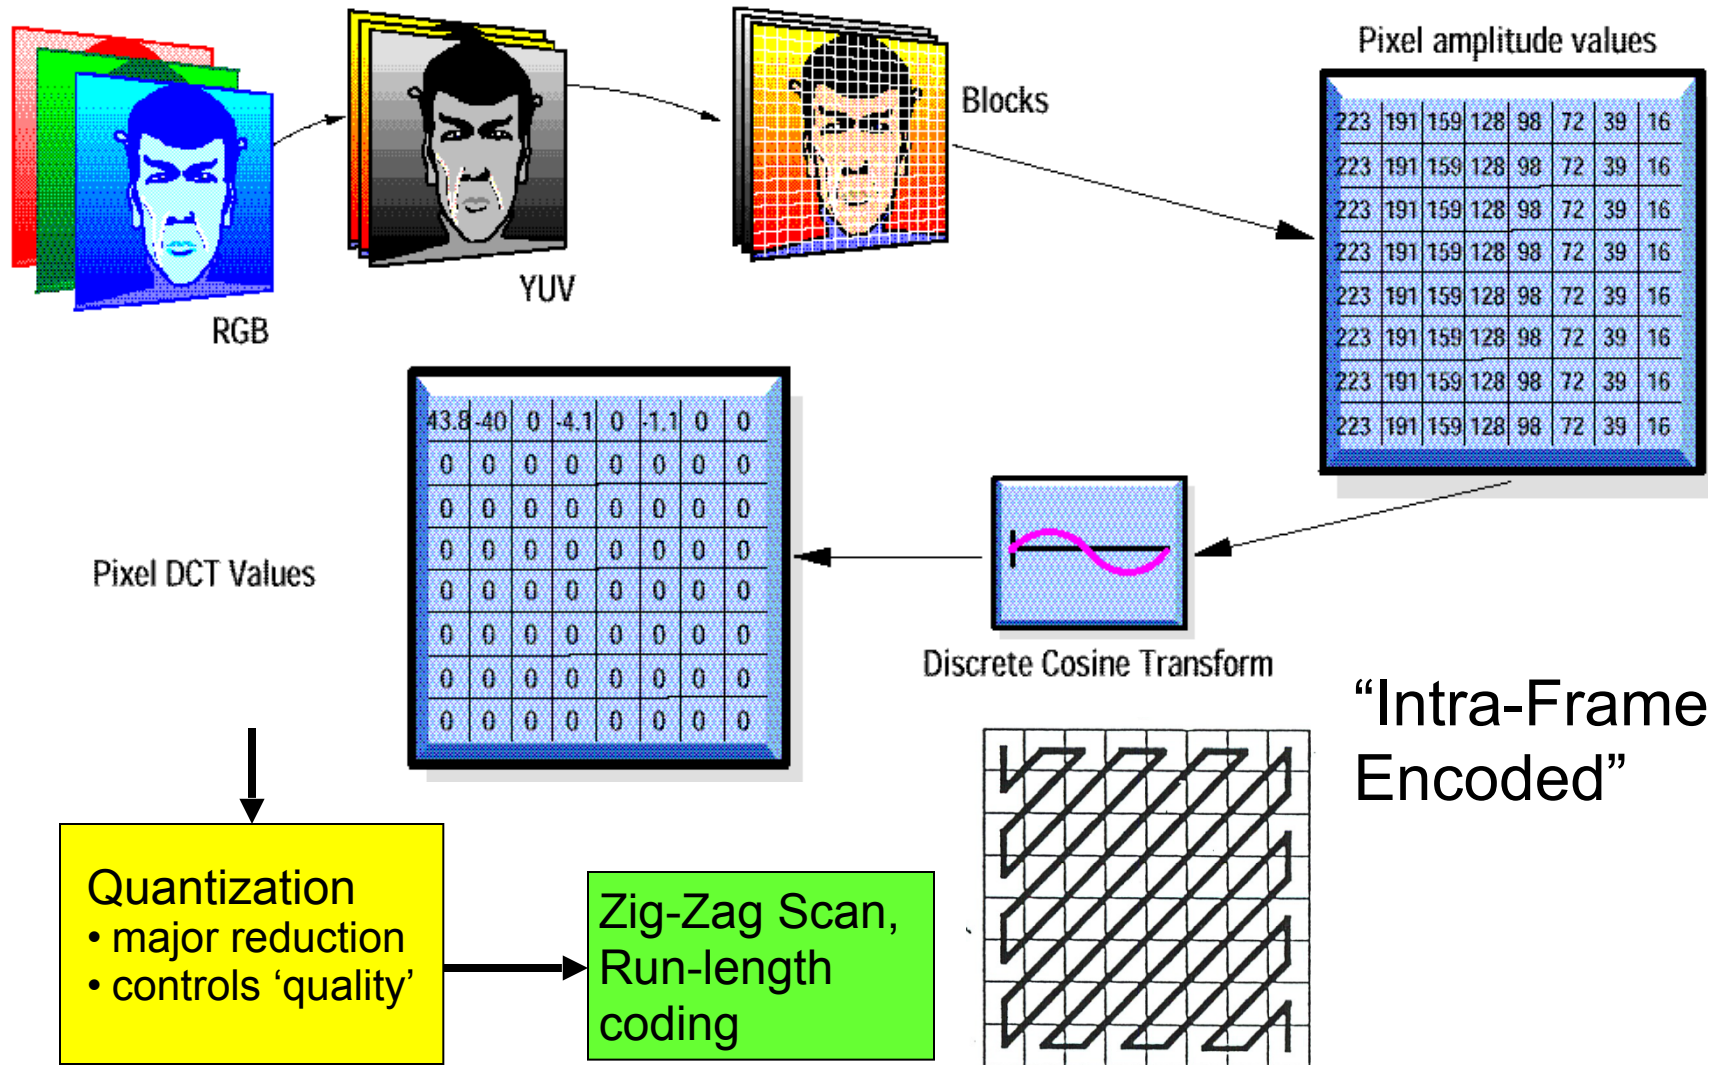 RGB
YUV
Blocks
Pixel amplitude values
223 191 159 128 98 72 39 16
223 191 159 128 98 72 39 16
223 191 159 128 98 72 39 16
223 191 159 128 98 72 39 16
223 191 159 128 98 72 39 16
223 191 159 128 98 72 39 16
223 191 159 128 98 72 39 16
223 191 159 128 98 72 39 16
Discrete Cosine Transform
Pixel DCT Values
43.8 -40 0 -4.1 0 -1.1 0 0
0 0 0 0 0 0 0 0
0 0 0 0 0 0 0 0
0 0 0 0 0 0 0 0
0 0 0 0 0 0 0 0
0 0 0 0 0 0 0 0
0 0 0 0 0 0 0 0
0 0 0 0 0 0 0 0
“Intra-Frame
Encoded”
Quantization
• major reduction
• controls ‘quality’
Zig-Zag Scan,
Run-length
coding